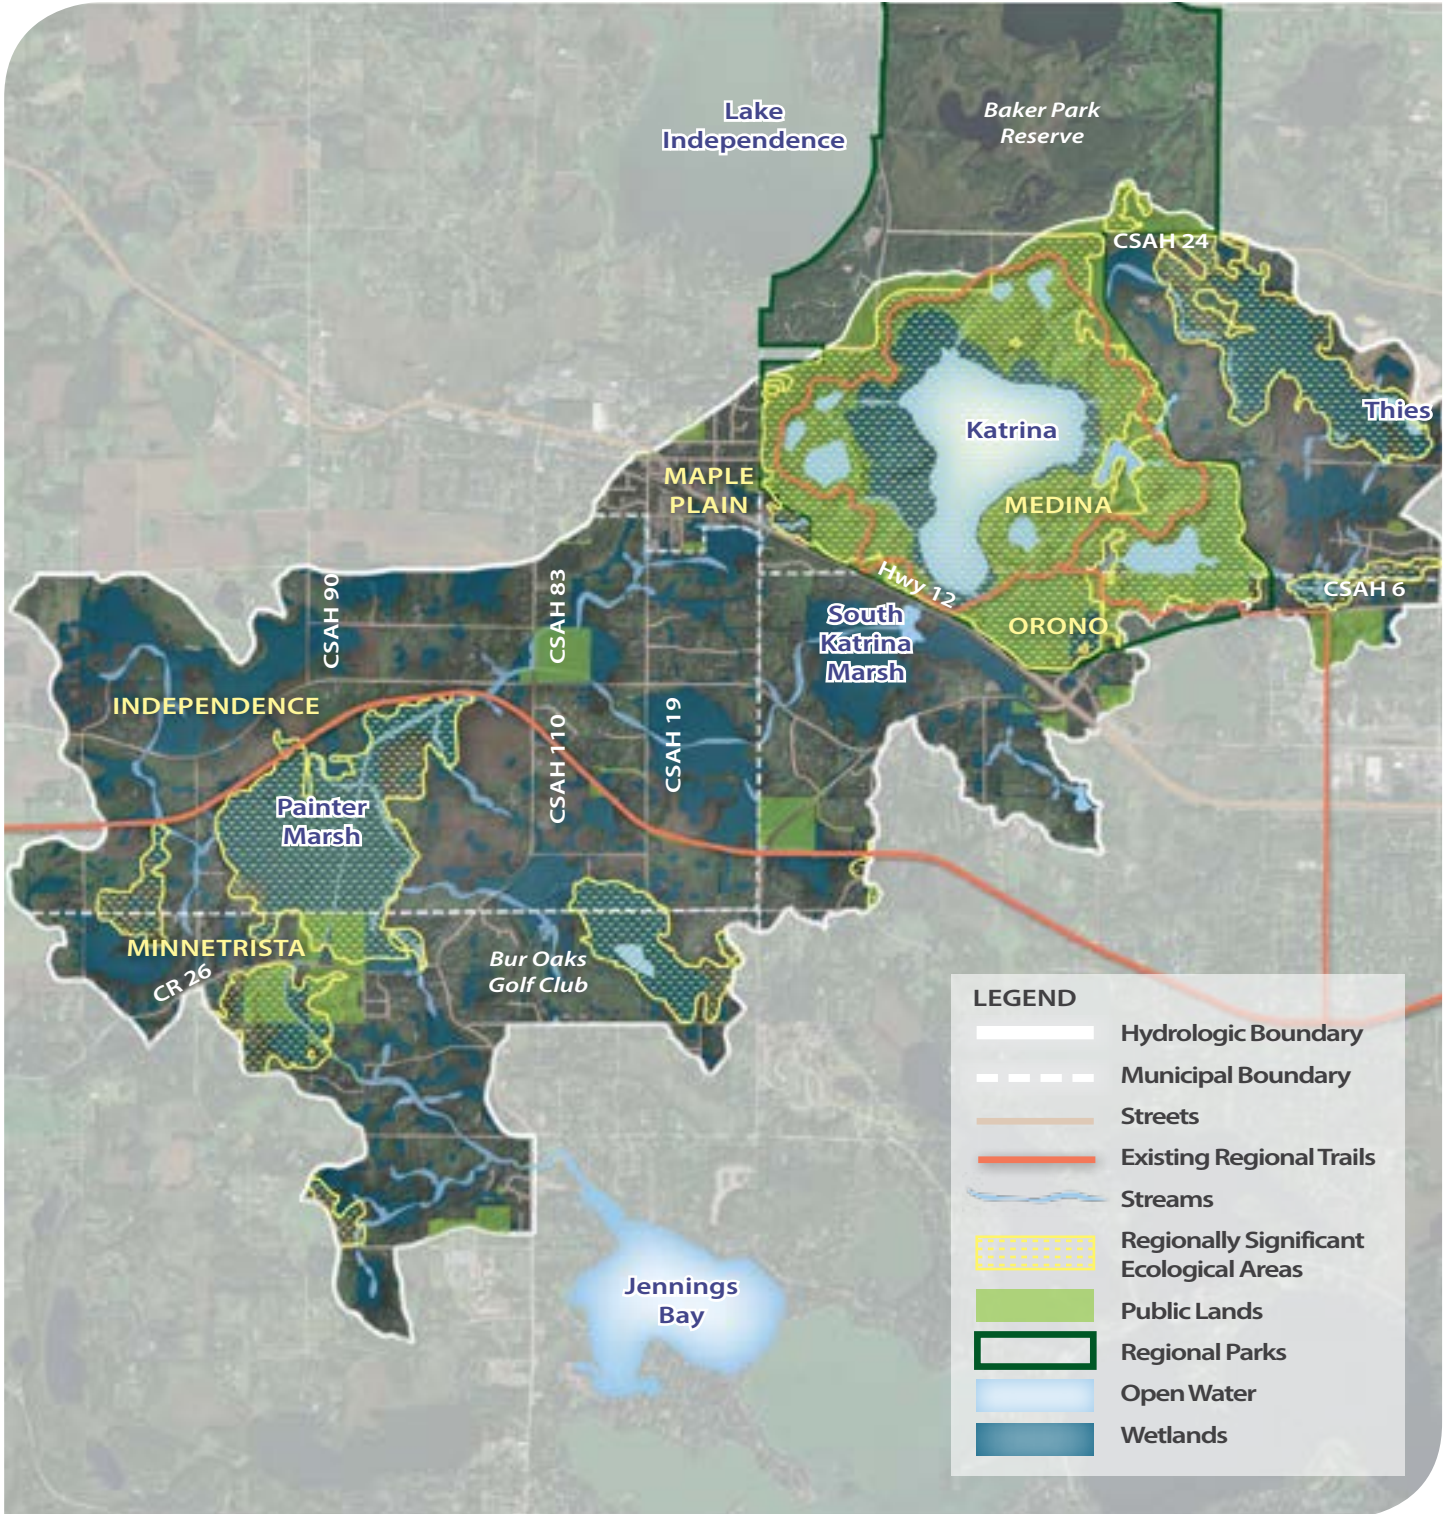 Lake
Independence
Baker Park
Reserve
CSAH 24
Thies
Katrina
MAPLE
PLAIN
MEDINA
Hwy 12
CSAH 6
CSAH 90
CSAH 83
South
Katrina
Marsh
ORONO
INDEPENDENCE
CSAH 110
CSAH 19
Painter
Marsh
MINNETRISTA
CR 26
Bur Oaks
Golf Club
Jennings
Bay
LEGEND
Hydrologic Boundary
Municipal Boundary
Streets
Existing Regional Trails
Streams
Regionally Significant
Ecological Areas
Public Lands
Regional Parks
Open Water
Wetlands